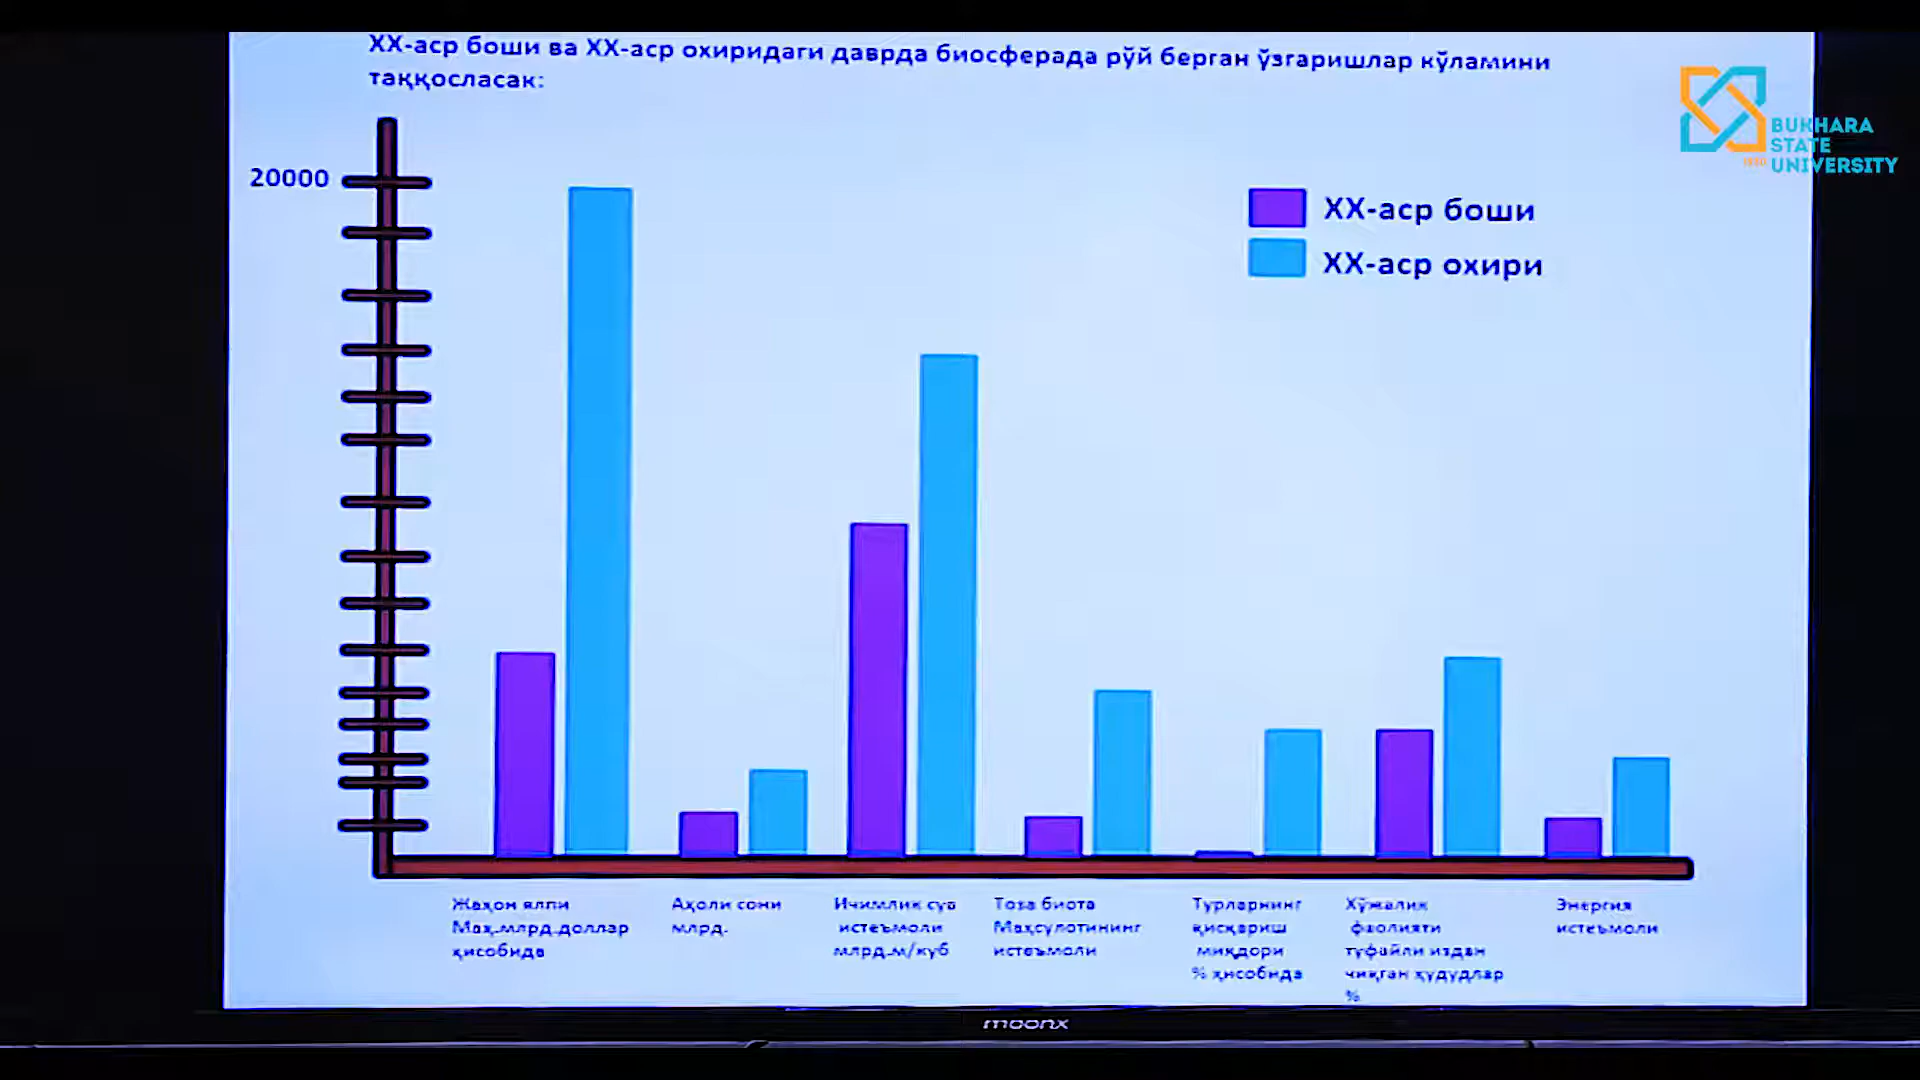 XX-аср боши ва XX-аср охиридаги даврда биосферада рўй берган ўзгаришлар кўламини
таққосласак:
BUKHARA
STATE
1930 UNIVERSITY
20000
XX-аср боши
XX-аср охири
Жаҳон ялпи
Маҳ.млрд.доллар
ҳисобида
Аҳоли сони
млрд.
Ичимлик сув
истеъмоли
млрд.м/куб
Тоза биота
Маҳсулотининг
истеъмоли
Турларнинг
қисқариш
миқдори
% ҳисобида
Хўжалик
фаолияти
туфайли издан
чиққан ҳудудлар
%
Энергия
истеъмоли
moonx